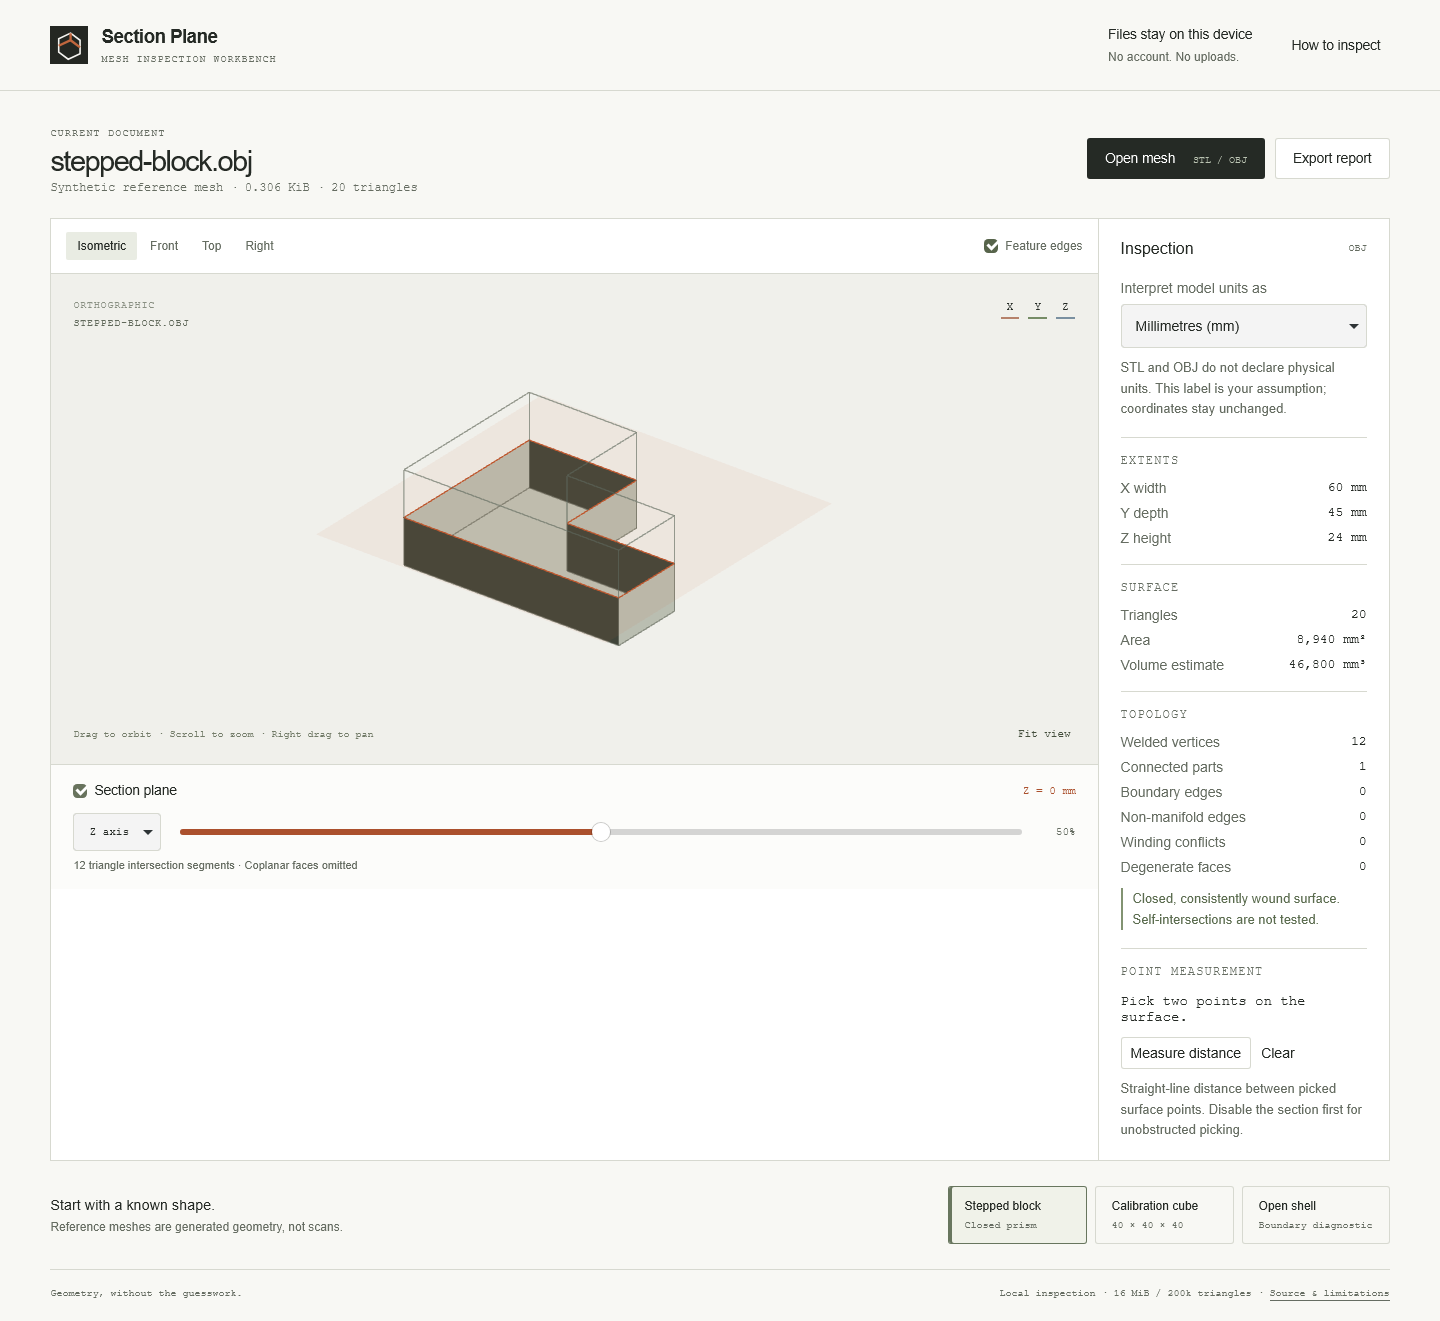 Section Plane
MESH INSPECTION WORKBENCH
Files stay on this device
No account. No uploads.
How to inspect
CURRENT DOCUMENT
stepped-block.obj
Synthetic reference mesh · 0.306 KiB · 20 triangles
Open mesh STL / OBJ
Export report
Isometric Front Top Right
Feature edges
ORTHOGRAPHIC
STEPPED-BLOCK.OBJ
X Y Z
Drag to orbit · Scroll to zoom · Right drag to pan
Fit view
Section plane
Z = 0 mm
Z axis
50%
12 triangle intersection segments · Coplanar faces omitted
Inspection
OBJ
Interpret model units as
Millimetres (mm)
STL and OBJ do not declare physical
units. This label is your assumption;
coordinates stay unchanged.
EXTENTS
X width 60 mm
Y depth 45 mm
Z height 24 mm
SURFACE
Triangles 20
Area 8,940 mm²
Volume estimate 46,800 mm³
TOPOLOGY
Welded vertices 12
Connected parts 1
Boundary edges 0
Non-manifold edges 0
Winding conflicts 0
Degenerate faces 0
Closed, consistently wound surface.
Self-intersections are not tested.
POINT MEASUREMENT
Pick two points on the
surface.
Measure distance Clear
Straight-line distance between picked
surface points. Disable the section first for
unobstructed picking.
Start with a known shape.
Reference meshes are generated geometry, not scans.
Stepped block
Closed prism
Calibration cube
40 × 40 × 40
Open shell
Boundary diagnostic
Geometry, without the guesswork.
Local inspection · 16 MiB / 200k triangles · Source & limitations